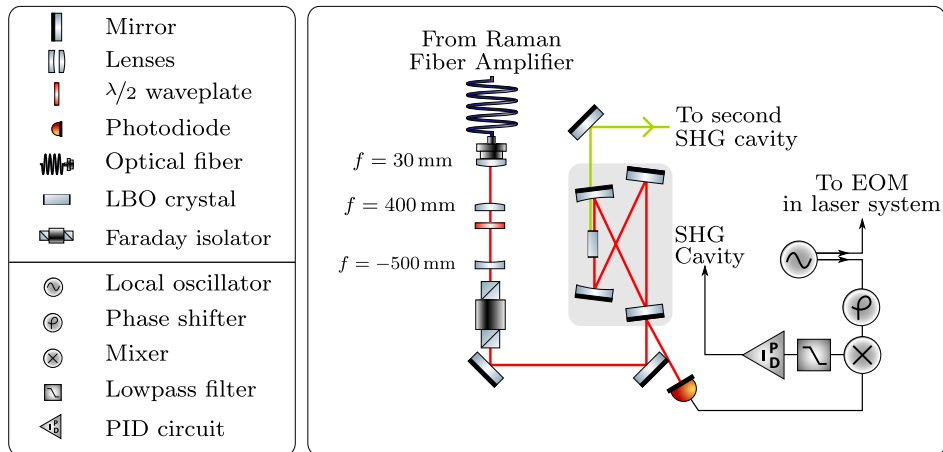 Mirror
Lenses
λ/2 waveplate
Photodiode
Optical fiber
LBO crystal
Faraday isolator
Local oscillator
Phase shifter
Mixer
Lowpass filter
PID circuit
From Raman
Fiber Amplifier
f = 30 mm
f = 400 mm
f = −500 mm
To second
SHG cavity
SHG
Cavity
To EOM
in laser system
φ
P
I
D